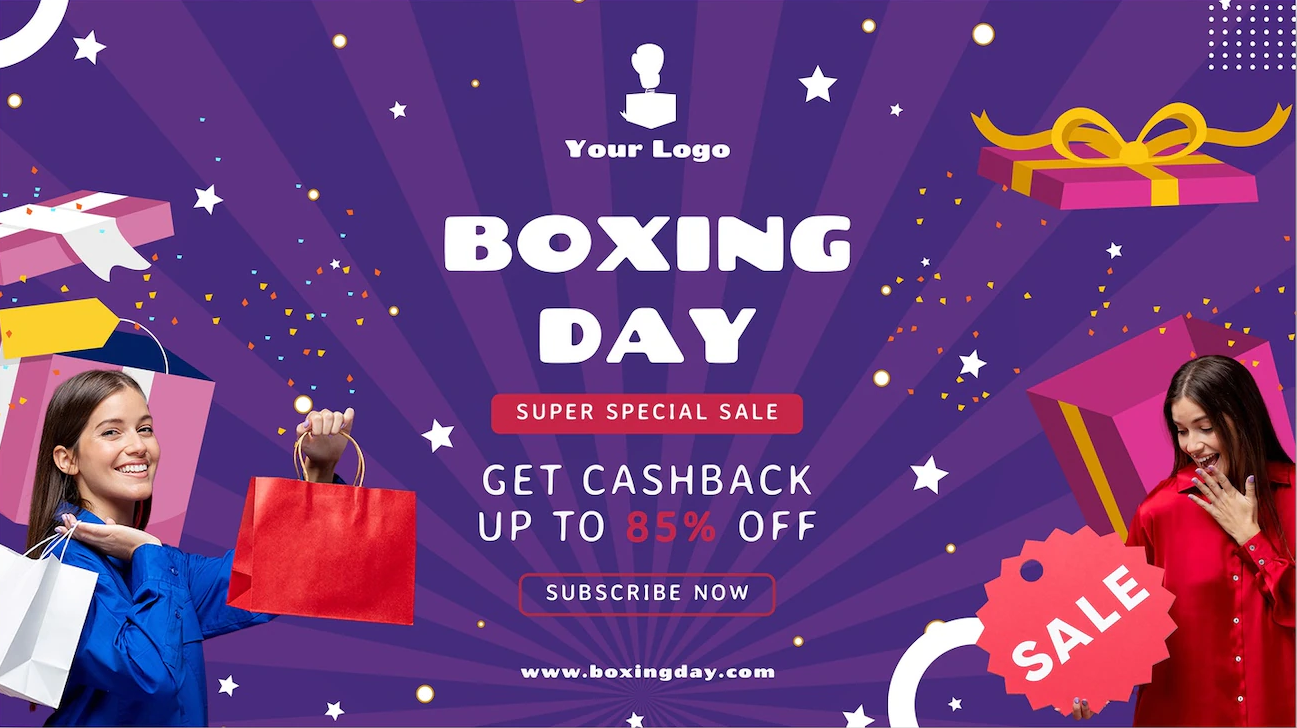 Your Logo
BOXING
DAY
SUPER SPECIAL SALE
GET CASHBACK
UP TO 85% OFF
SUBSCRIBE NOW
SALE
www.boxingday.com